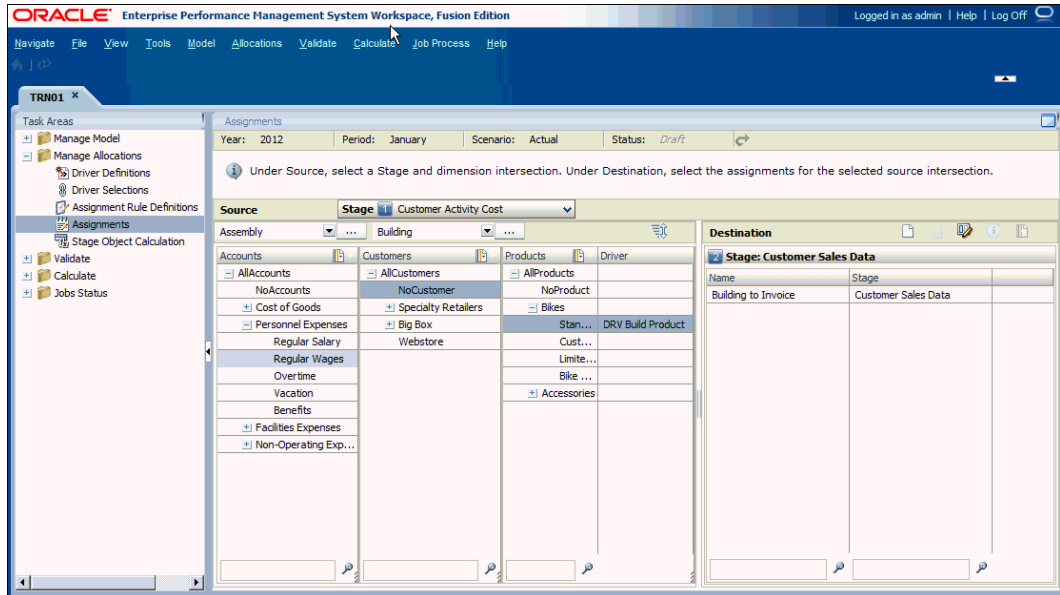 ORACLE Enterprise Performance Management System Workspace, Fusion Edition
Logged in as admin | Help | Log Off
Navigate File View Tools Model Allocations Validate Calculate Job Process Help
TRN01 ×
Task Areas
Manage Model
Manage Allocations
Driver Definitions
Driver Selections
Assignment Rule Definitions
Assignments
Stage Object Calculation
Validate
Calculate
Jobs Status
Assignments
Year: 2012 Period: January Scenario: Actual Status: Draft
Under Source, select a Stage and dimension intersection. Under Destination, select the assignments for the selected source intersection.
Source Stage 1 Customer Activity Cost
Assembly ... Building ...
Accounts Customers Products Driver
AllAccounts AllCustomers AllProducts
NoAccounts NoCustomer NoProduct
Cost of Goods Specialty Retailers Bikes
Personnel Expenses Big Box Stan... DRV Build Product
Regular Salary Webstore Cust...
Regular Wages Limite...
Overtime Bike ...
Vacation Accessories
Benefits
Facilities Expenses
Non-Operating Exp...
Destination
2 Stage: Customer Sales Data
Name Stage
Building to Invoice Customer Sales Data